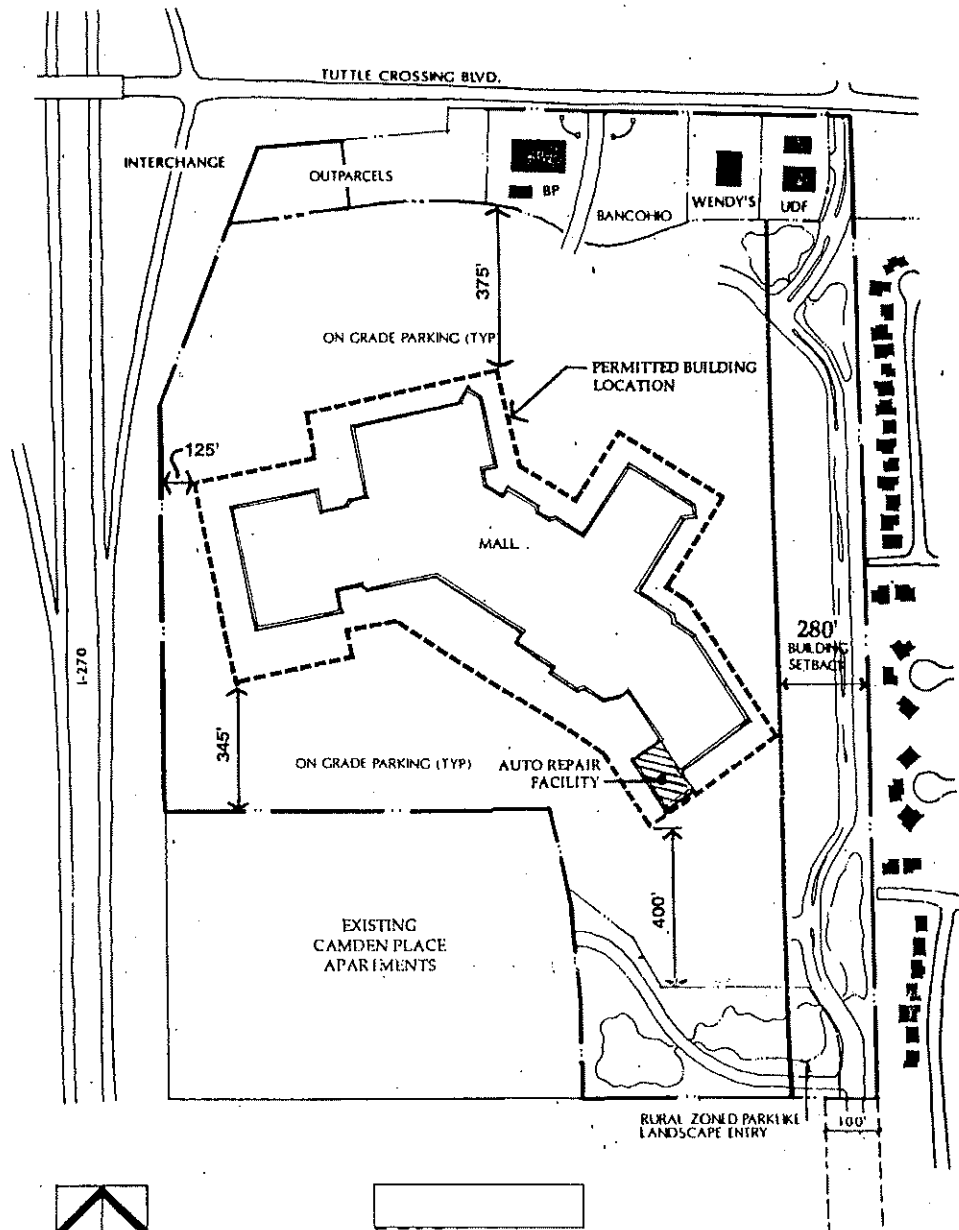 TUTTLE CROSSING BLVD.
INTERCHANGE
OUTPARCELS
BP
BANCOHIO
WENDY'S
UDF
375'
ON GRADE PARKING (TYP
PERMITTED BUILDING
LOCATION
125'
MALL
I-270
280'
BUILDING
SETBACK
345'
ON GRADE PARKING (TYP)
AUTO REPAIR
FACILITY
400'
EXISTING
CAMDEN PLACE
APARTMENTS
RURAL ZONED PARKLIKE
LANDSCAPE ENTRY
100'